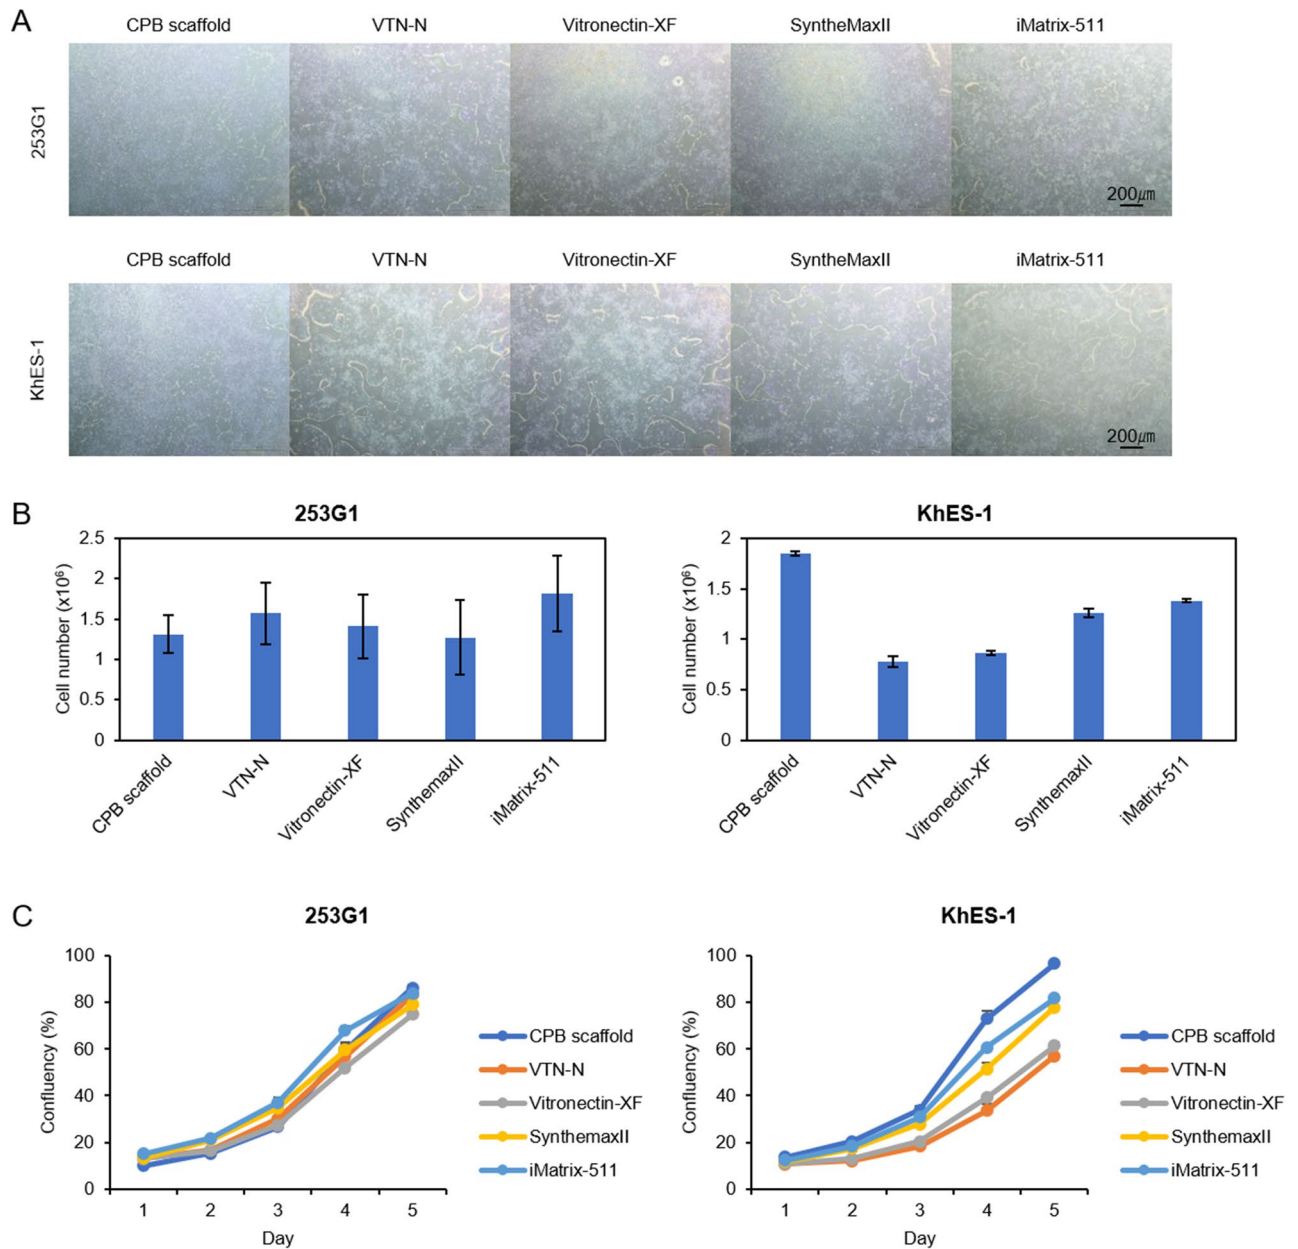 A
CPB scaffold VTN-N Vitronectin-XF SyntheMaxII iMatrix-511
253G1
200㎛
CPB scaffold VTN-N Vitronectin-XF SyntheMaxII iMatrix-511
KhES-1
200㎛
B
253G1
Cell number (x10⁶)
2.5
2
1.5
1
0.5
0
CPB scaffold
VTN-N
Vitronectin-XF
SynthemaxII
iMatrix-511
KhES-1
Cell number (x10⁶)
2
1.5
1
0.5
0
CPB scaffold
VTN-N
Vitronectin-XF
SynthemaxII
iMatrix-511
C
253G1
Confluency (%)
100
80
60
40
20
0
1 2 3 4 5
Day
CPB scaffold
VTN-N
Vitronectin-XF
SynthemaxII
iMatrix-511
KhES-1
Confluency (%)
100
80
60
40
20
0
1 2 3 4 5
Day
CPB scaffold
VTN-N
Vitronectin-XF
SynthemaxII
iMatrix-511